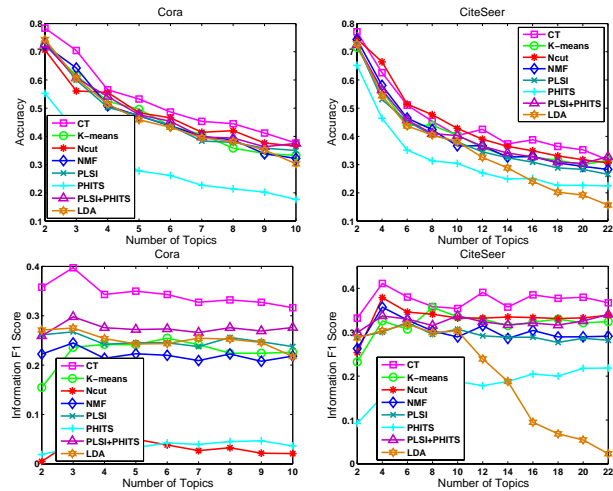 Cora
0.8
0.7
0.6
0.5
0.4
0.3
0.2
0.1
Accuracy
CT
K−means
Ncut
NMF
PLSI
PHITS
PLSI+PHITS
LDA
2 3 4 5 6 7 8 9 10
Number of Topics
CiteSeer
0.8
0.7
0.6
0.5
0.4
0.3
0.2
0.1
Accuracy
CT
K−means
Ncut
NMF
PLSI
PHITS
PLSI+PHITS
LDA
2 4 6 8 10 12 14 16 18 20 22
Number of Topics
Cora
0.4
0.3
0.2
0.1
0
Information F1 Score
CT
K−means
Ncut
NMF
PLSI
PHITS
PLSI+PHITS
LDA
2 3 4 5 6 7 8 9 10
Number of Topics
CiteSeer
0.5
0.4
0.3
0.2
0.1
0
Information F1 Score
CT
K−means
Ncut
NMF
PLSI
PHITS
PLSI+PHITS
LDA
2 4 6 8 10 12 14 16 18 20 22
Number of Topics